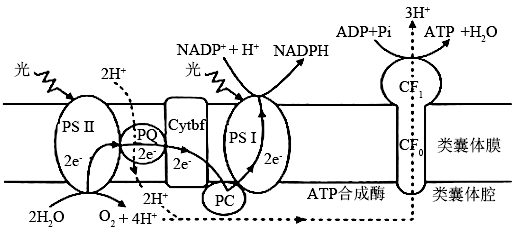 3H⁺
ADP+Pi ATP +H₂O
NADP⁺+ H⁺ NADPH
光 2H⁺ 光
CF₁
PS II PQ Cytbf PS I
CF₀ 类囊体膜
2e⁻ 2e⁻ 2e⁻ 2e⁻
2H⁺ PC ATP合成酶 类囊体腔
2H₂O O₂ + 4H⁺